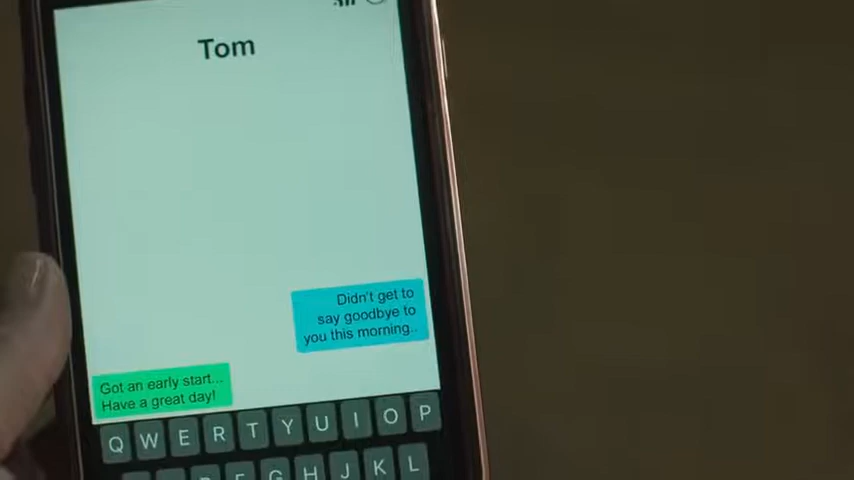 Tom
Didn't get to
say goodbye to
you this morning..
Got an early start...
Have a great day!
Q W E R T Y U I O P
G H J K L